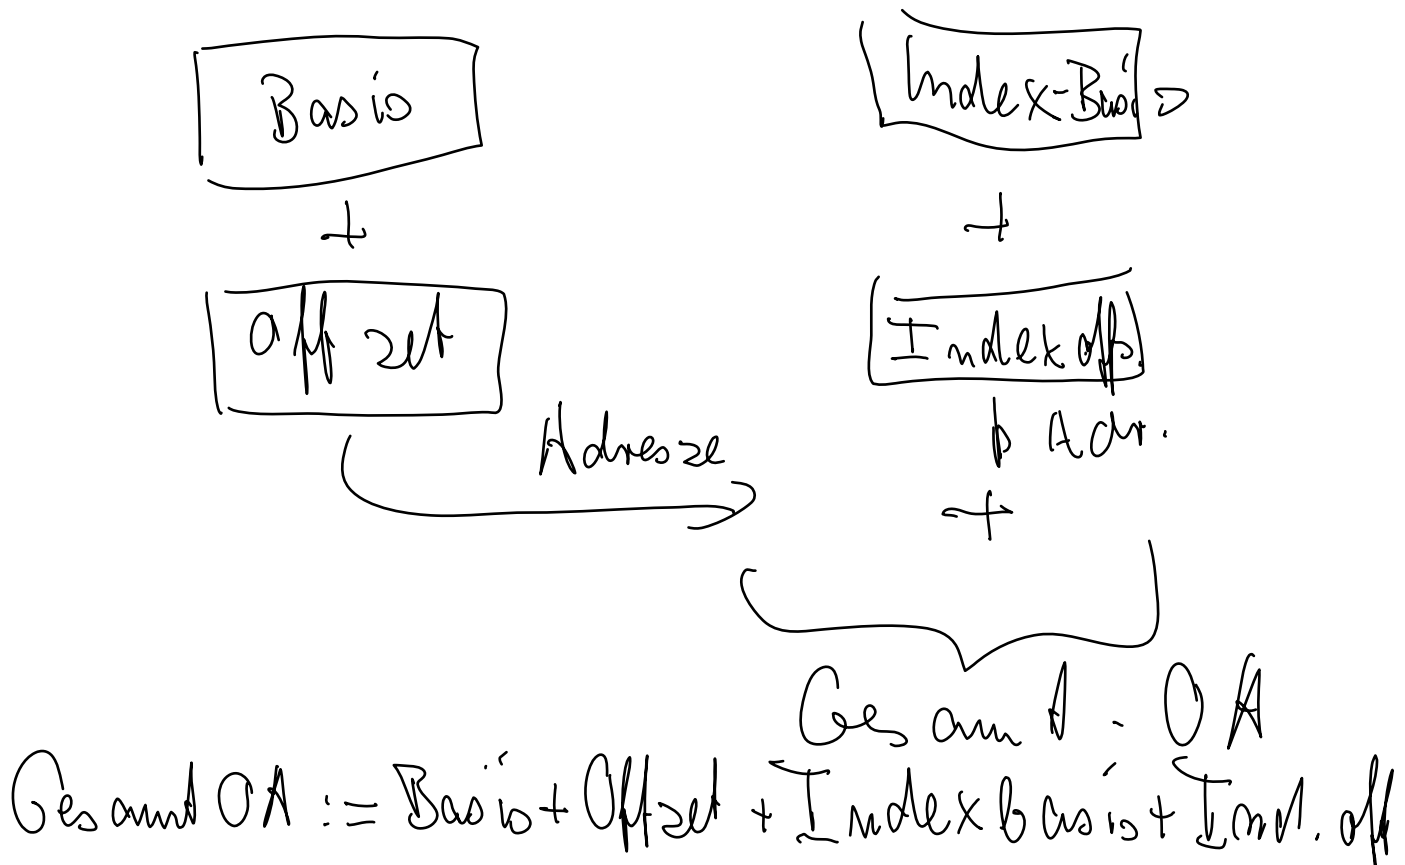 Basis
Index-Basis
+
+
Offset
Indexoffs.
Adresse
Adr.
+
Gesamt-OA
Gesamt OA := Basis + Offset + Indexbasis + Ind. off